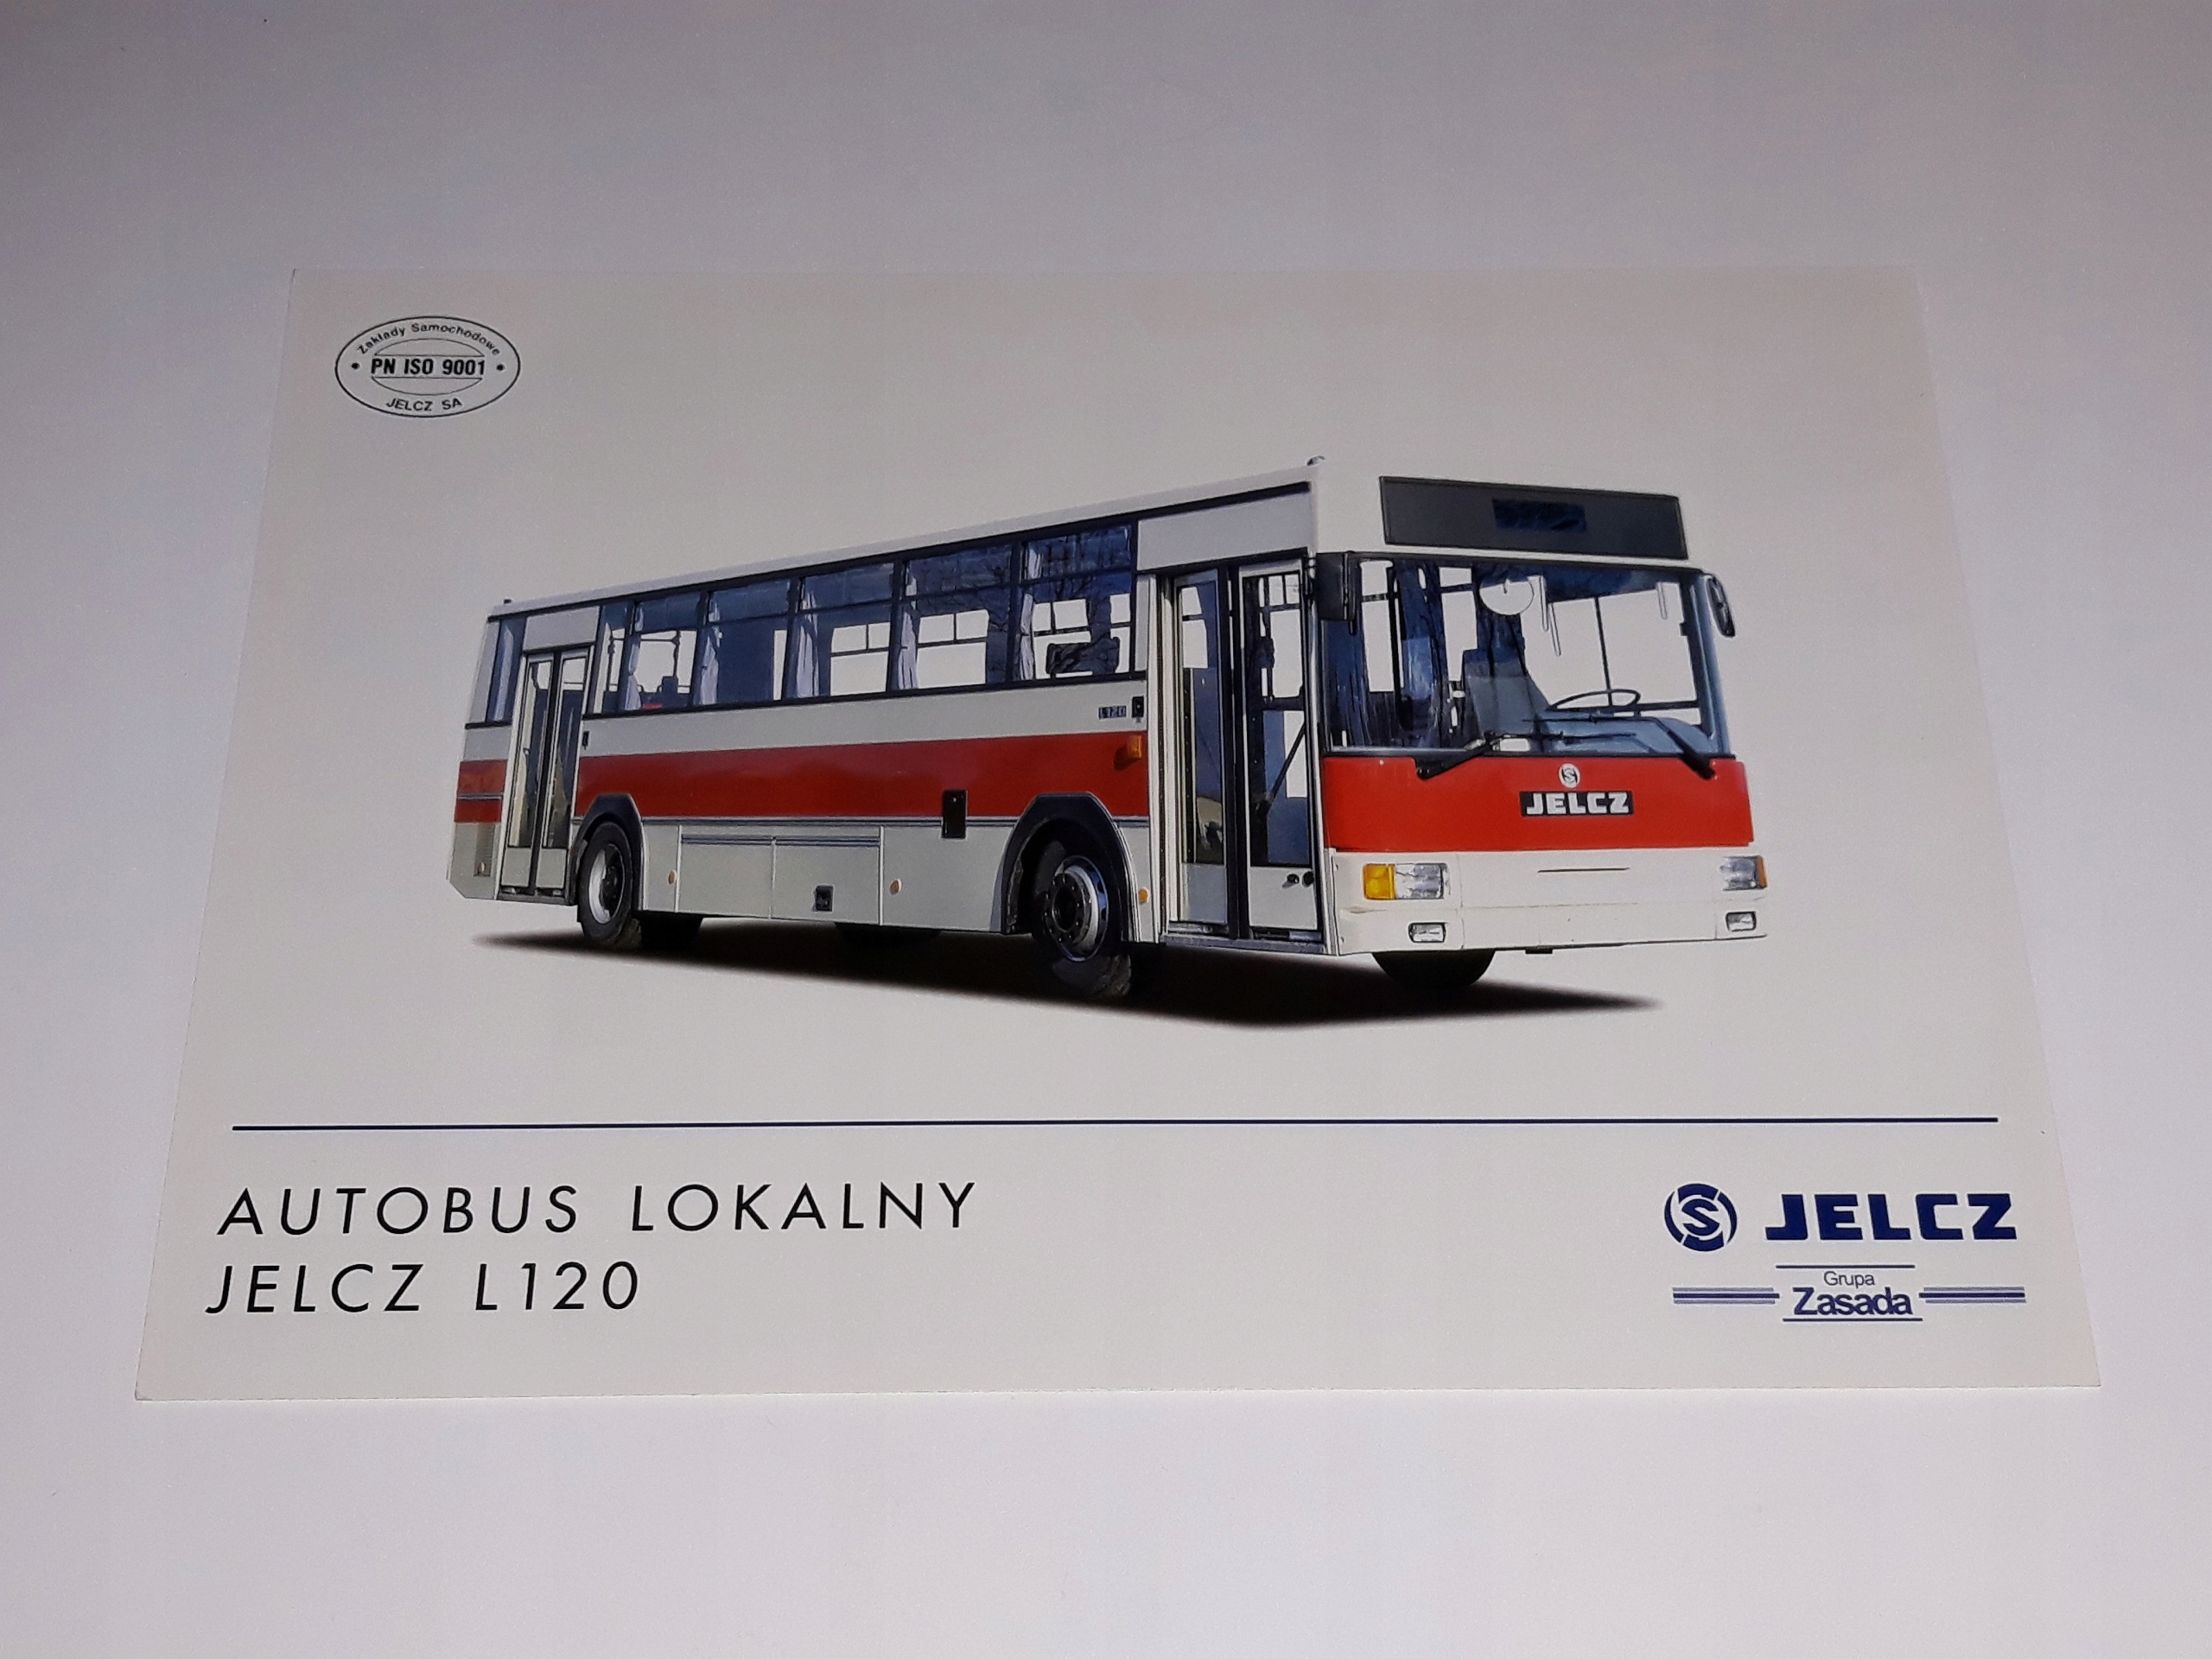 Zakłady Samochodowe
PN ISO 9001
JELCZ SA
L120
JELCZ
AUTOBUS LOKALNY
JELCZ L120
JELCZ
Grupa
Zasada